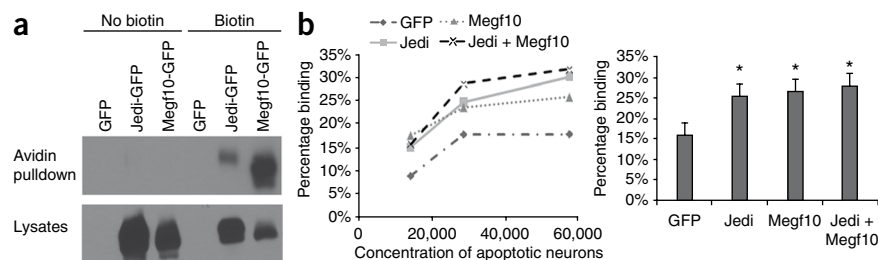 a
No biotin
Biotin
GFP
Jedi-GFP
Megf10-GFP
GFP
Jedi-GFP
Megf10-GFP
Avidin
pulldown
Lysates
b
GFP
Megf10
Jedi
Jedi + Megf10
Percentage binding
35%
30%
25%
20%
15%
10%
5%
0%
0
20,000
40,000
60,000
Concentration of apoptotic neurons
Percentage binding
35%
30%
25%
20%
15%
10%
5%
0%
*
*
*
GFP
Jedi
Megf10
Jedi +
Megf10